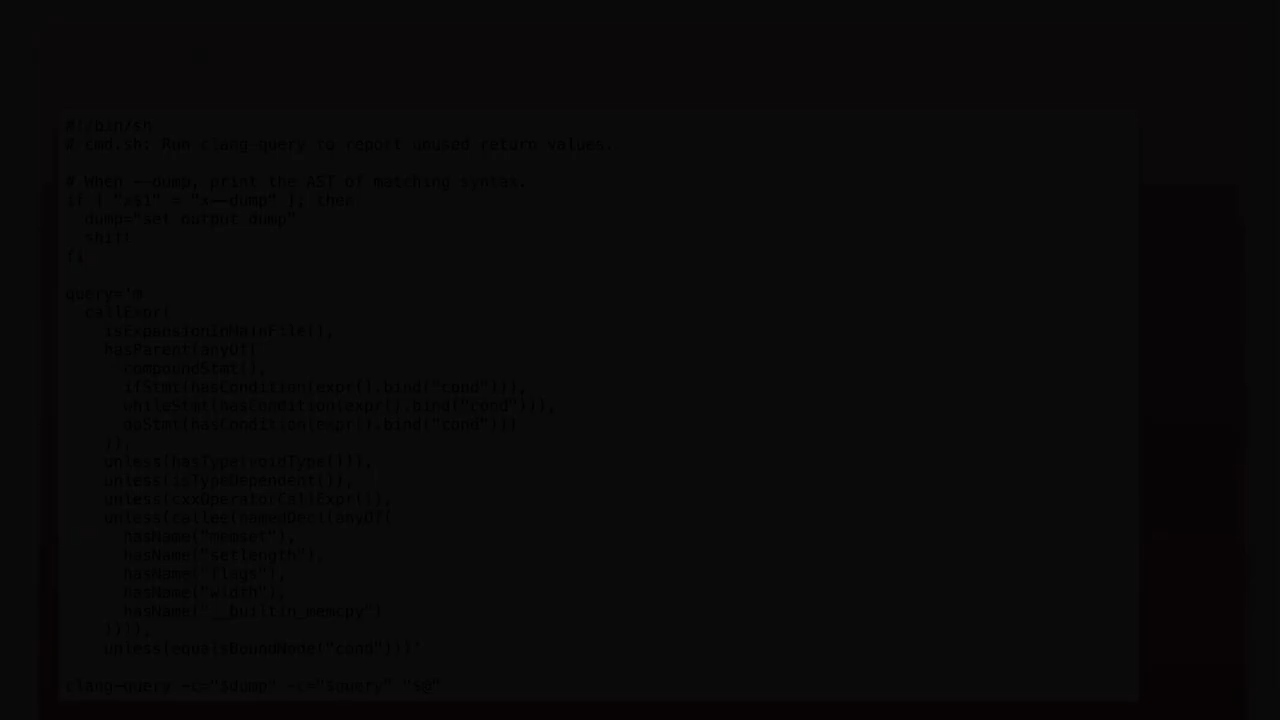 #!/bin/sh
# cmd.sh: Run clang-query to report unused return values.
# When --dump, print the AST of matching syntax.
if [ "x$1" = "x--dump" ]; then
dump="set output dump"
shift
fi
query='m
callExpr(
isExpansionInMainFile(),
hasParent(anyOf(
compoundStmt(),
ifStmt(hasCondition(expr().bind("cond"))),
whileStmt(hasCondition(expr().bind("cond"))),
doStmt(hasCondition(expr().bind("cond")))
)),
unless(hasType(voidType())),
unless(isTypeDependent()),
unless(cxxOperatorCallExpr()),
unless(callee(namedDecl(anyOf(
hasName("memset"),
hasName("setlength"),
hasName("flags"),
hasName("width"),
hasName("__builtin_memcpy")
)))),
unless(equalsBoundNode("cond")))'
clang-query -c="$dump" -c="$query" "$@"